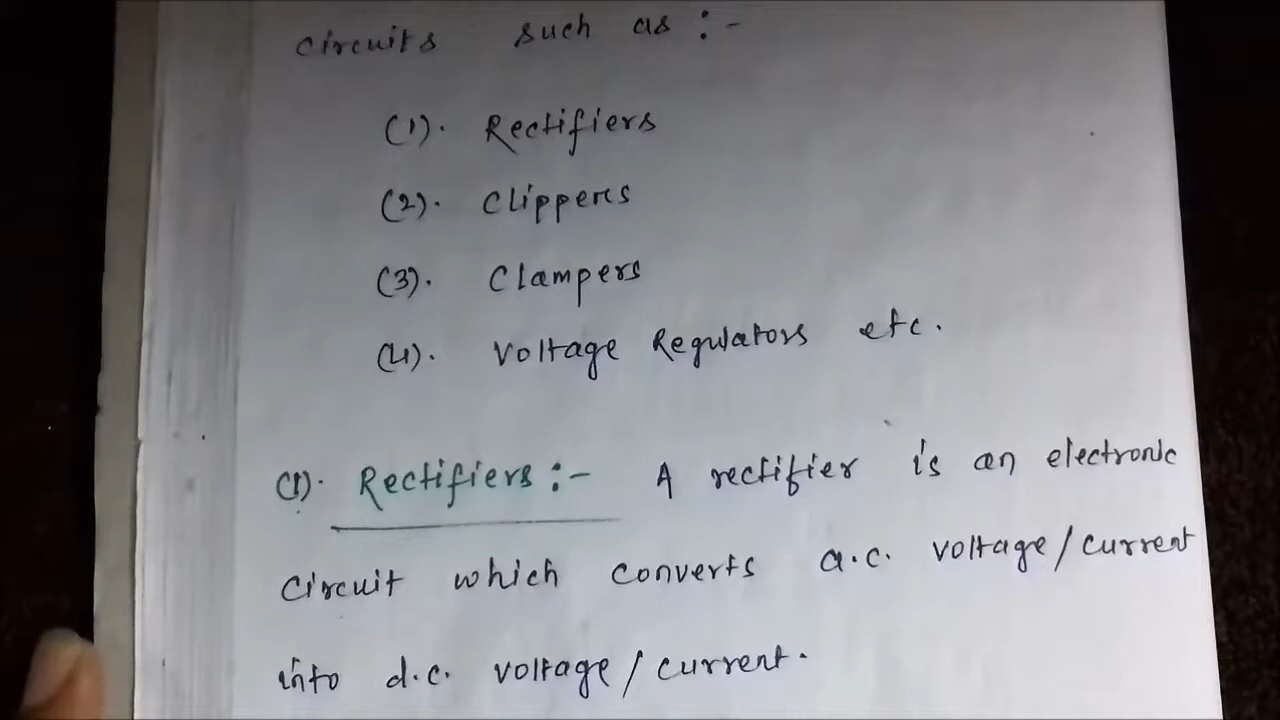 circuits such as :-
(1). Rectifiers
(2). Clippers
(3). Clampers
(4). Voltage Regulators etc.
(1). Rectifiers :- A rectifier is an electronic
circuit which converts a.c. voltage/current
into d.c. voltage/current.